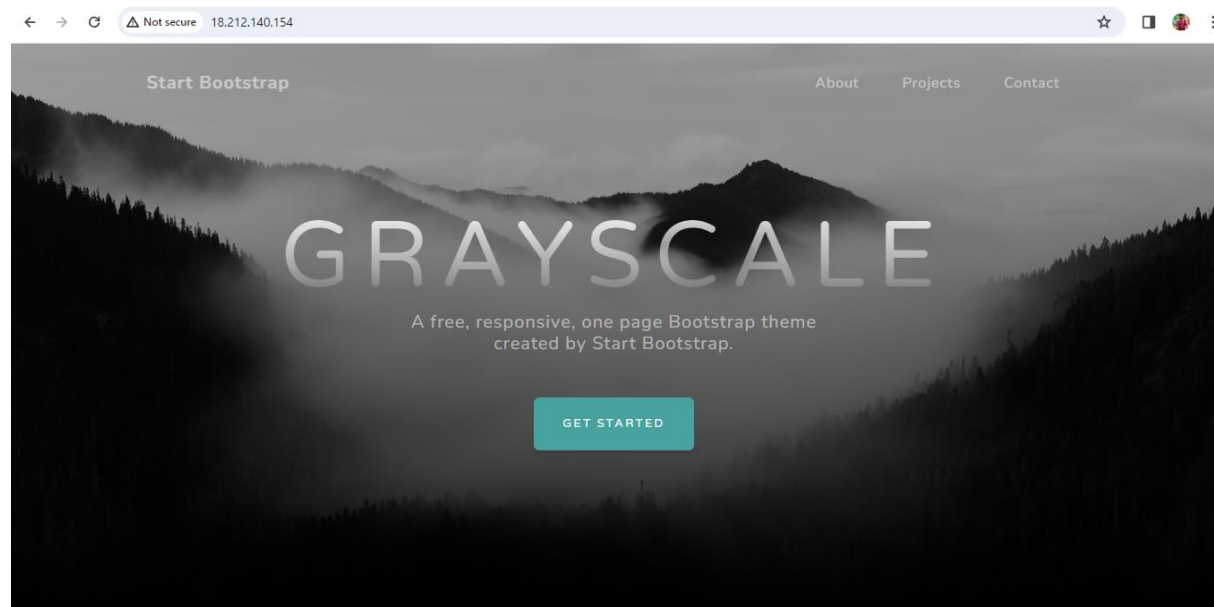 Not secure 18.212.140.154
Start Bootstrap About Projects Contact
GRAYSCALE
A free, responsive, one page Bootstrap theme
created by Start Bootstrap.
GET STARTED